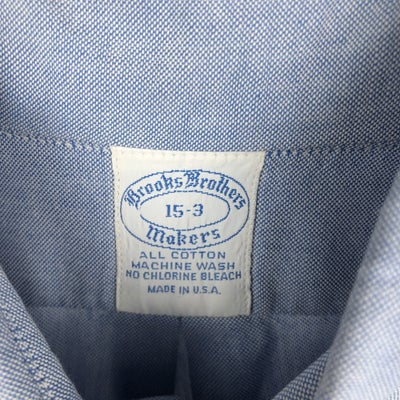 Brooks Brothers
15-3
Makers
ALL COTTON
MACHINE WASH
NO CHLORINE BLEACH
MADE IN U.S.A.